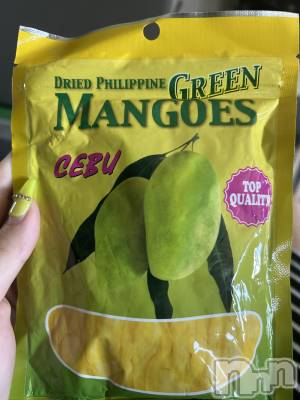 DRIED PHILIPPINE GREEN
MANGOES
CEBU
TOP
QUALITY